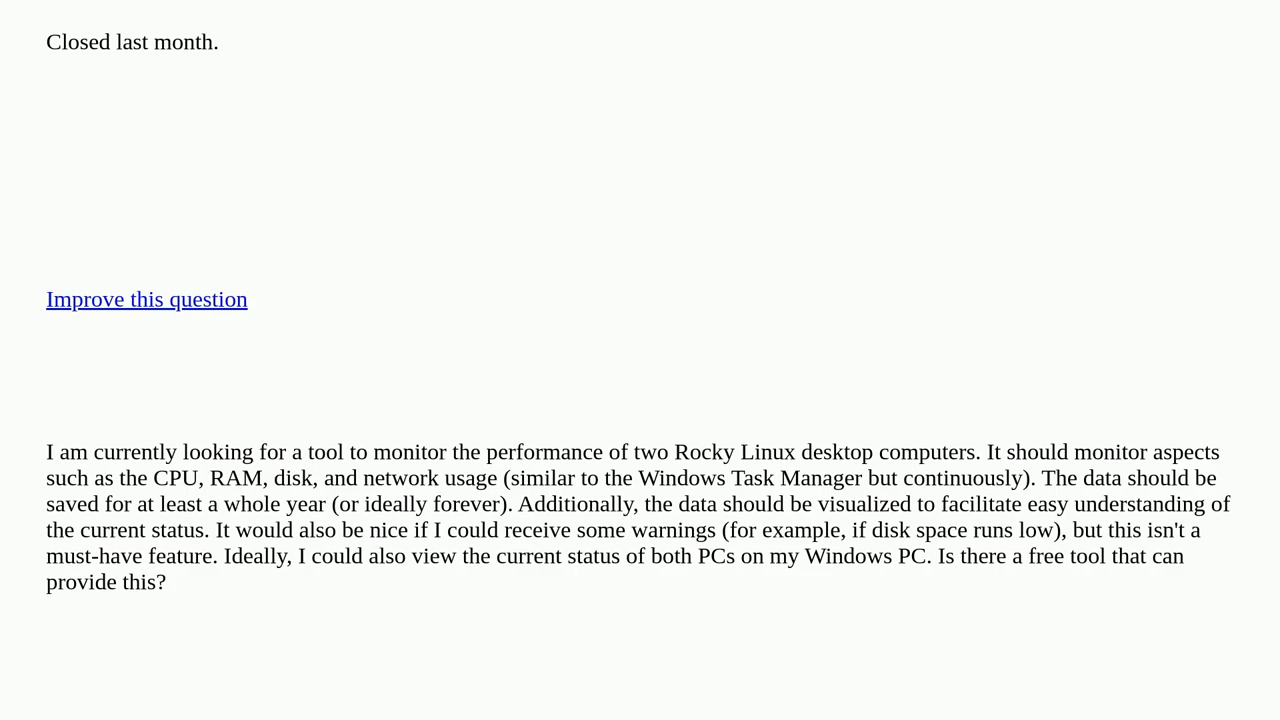 Closed last month.
Improve this question
I am currently looking for a tool to monitor the performance of two Rocky Linux desktop computers. It should monitor aspects
such as the CPU, RAM, disk, and network usage (similar to the Windows Task Manager but continuously). The data should be
saved for at least a whole year (or ideally forever). Additionally, the data should be visualized to facilitate easy understanding of
the current status. It would also be nice if I could receive some warnings (for example, if disk space runs low), but this isn't a
must-have feature. Ideally, I could also view the current status of both PCs on my Windows PC. Is there a free tool that can
provide this?